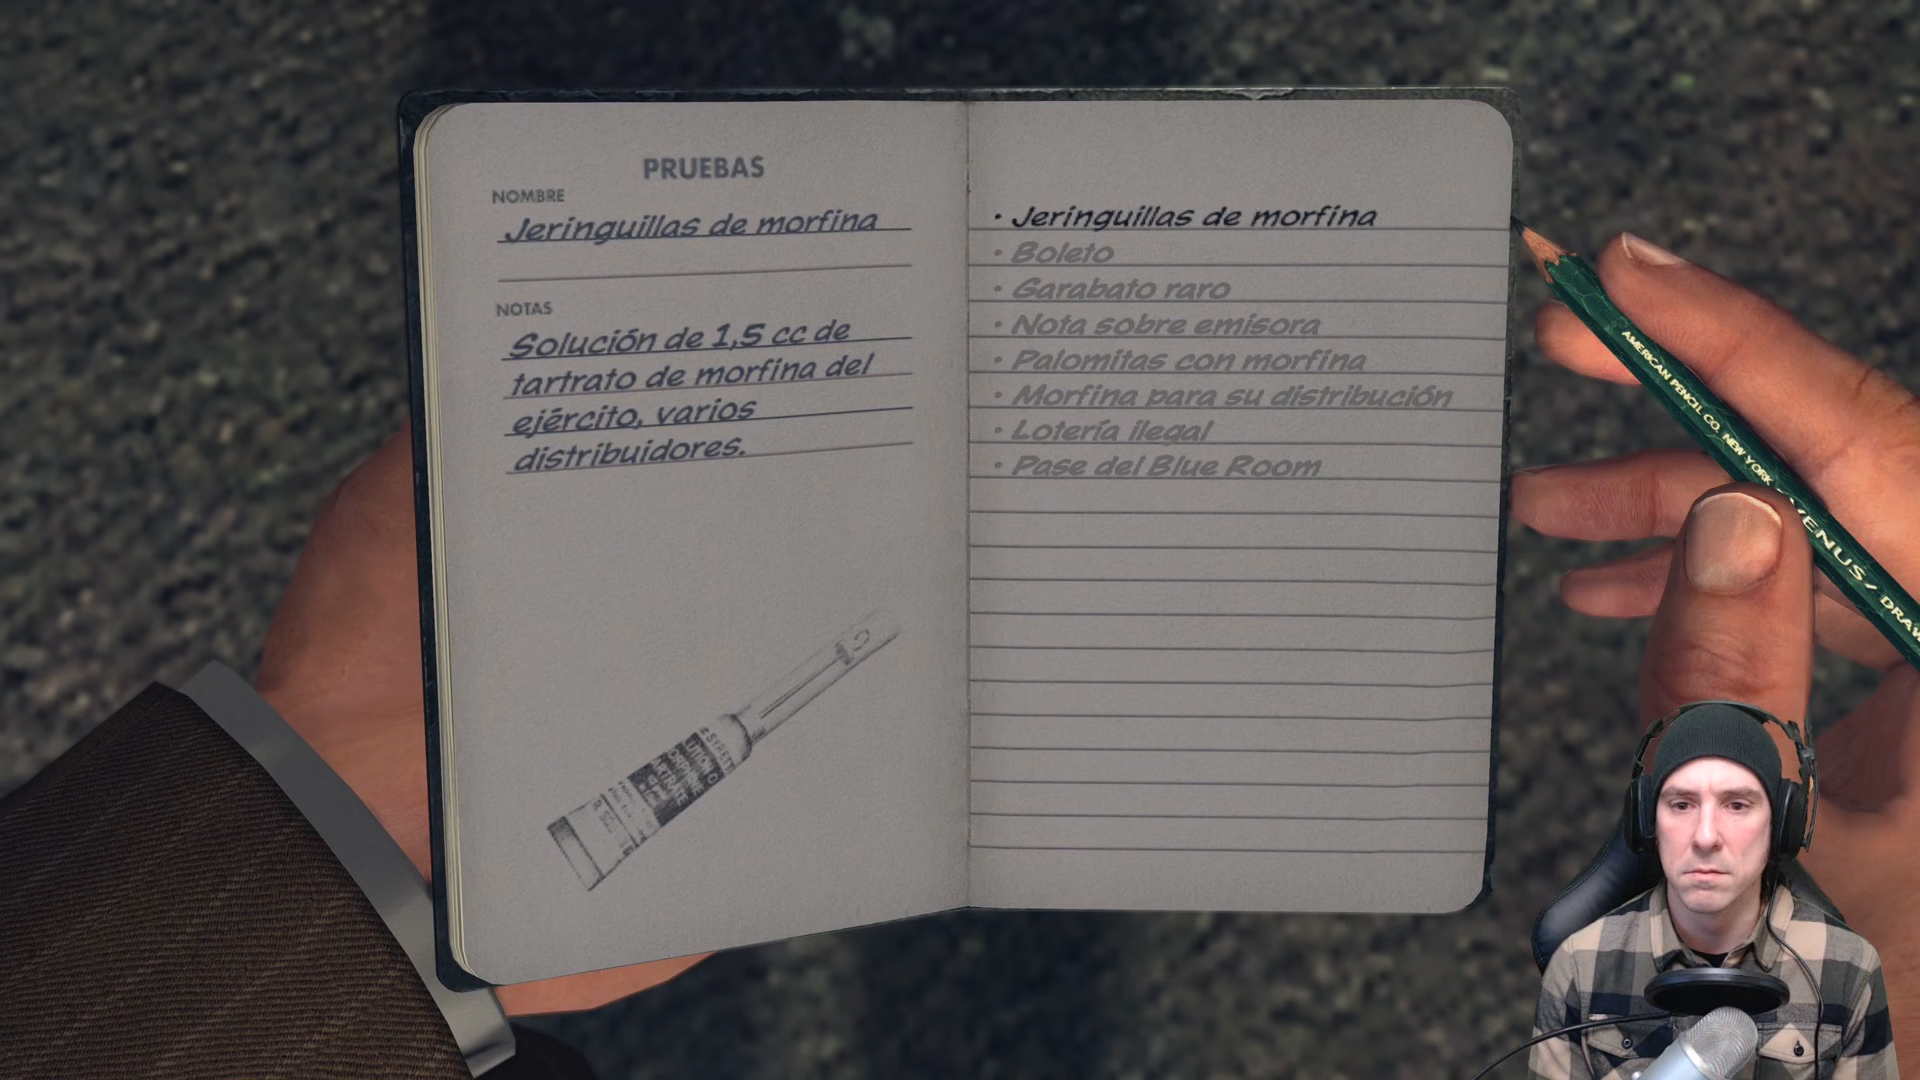 PRUEBAS
NOMBRE
Jeringuillas de morfina
NOTAS
Solución de 1,5 cc de
tartrato de morfina del
ejército, varios
distribuidores.
• Jeringuillas de morfina
• Boleto
• Garabato raro
• Nota sobre emisora
• Palomitas con morfina
• Morfina para su distribución
• Lotería ilegal
• Pase del Blue Room
AMERICAN PENCIL CO. NEW YORK
VENUS